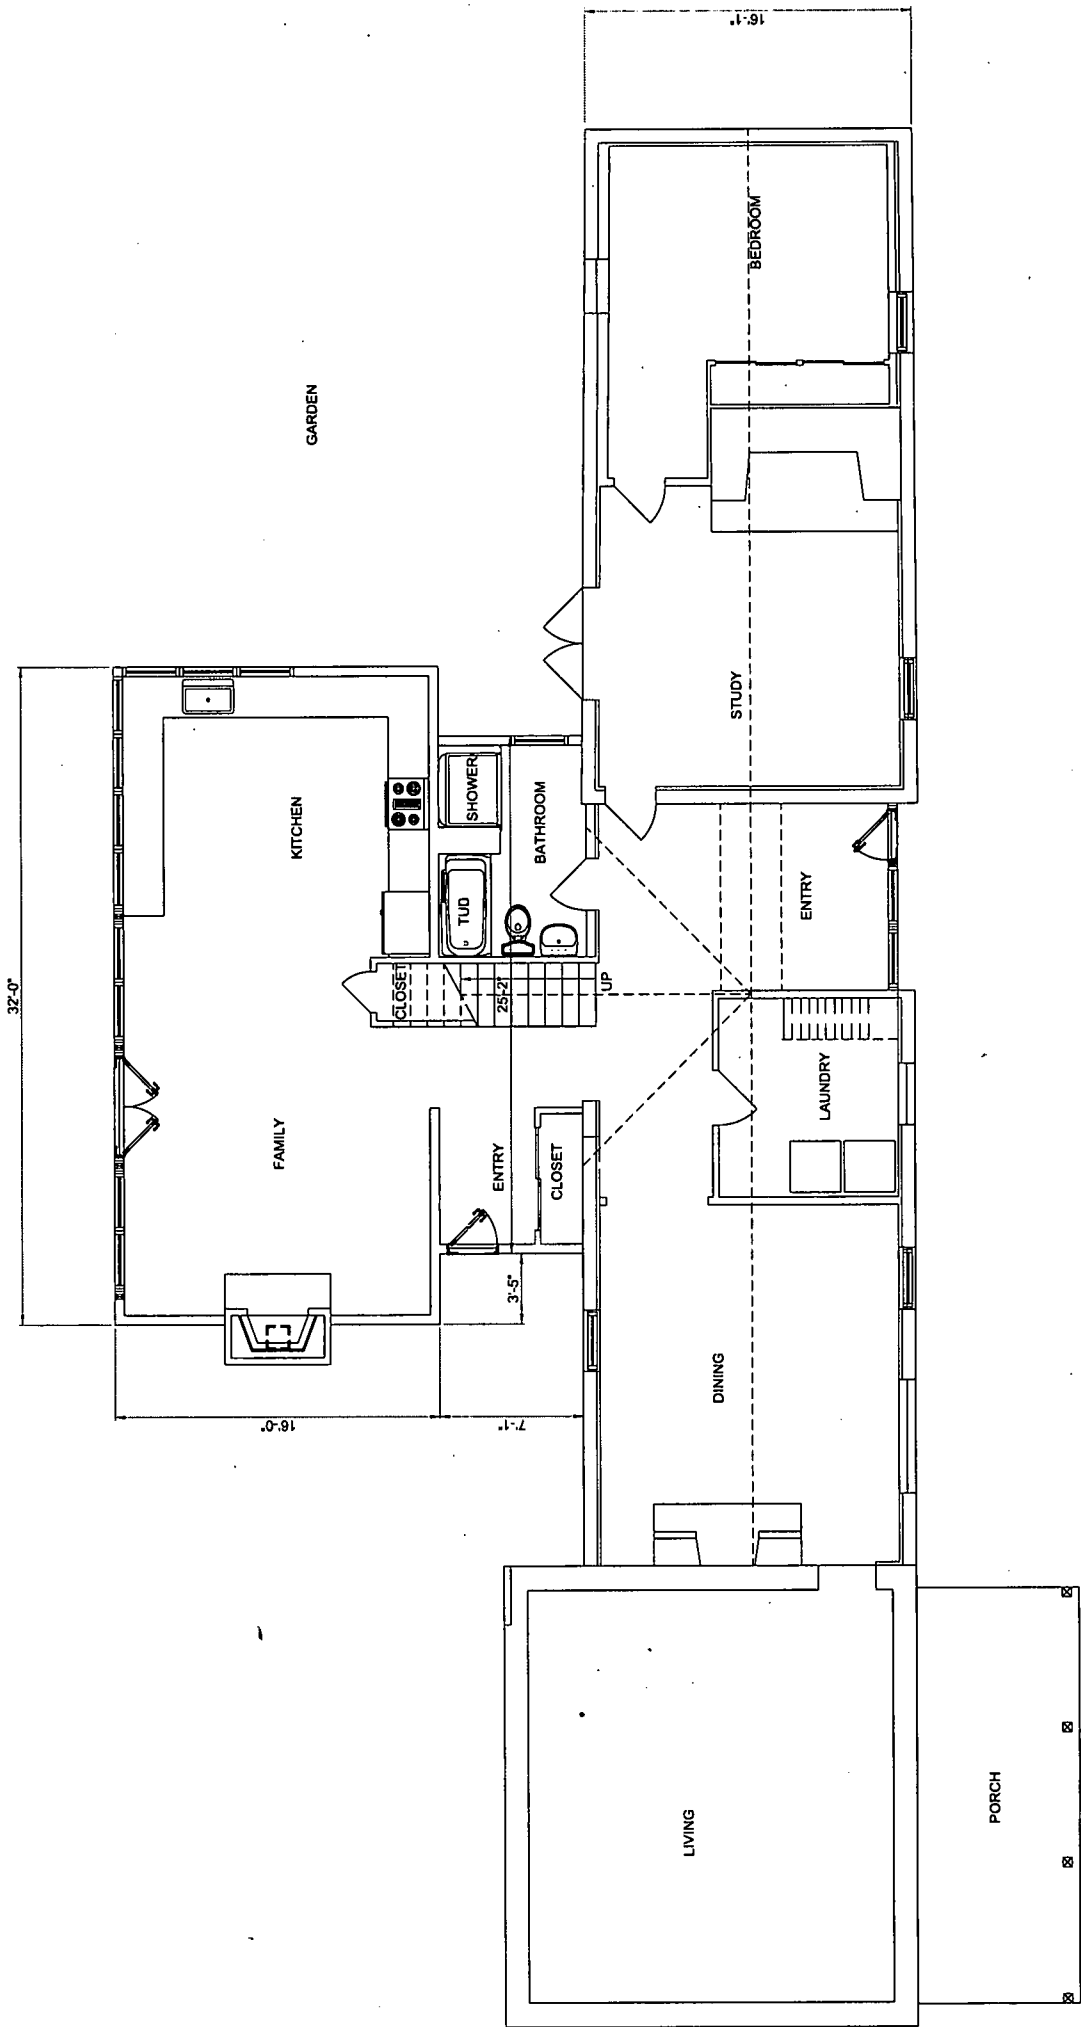 32'-0"
GARDEN
KITCHEN
FAMILY
16'-0"
7'-1"
3'-5"
25'-2"
CLOSET
UP
TUD
SHOWER
BATHROOM
ENTRY
CLOSET
16'-1"
BEDROOM
STUDY
ENTRY
LAUNDRY
DINING
LIVING
PORCH